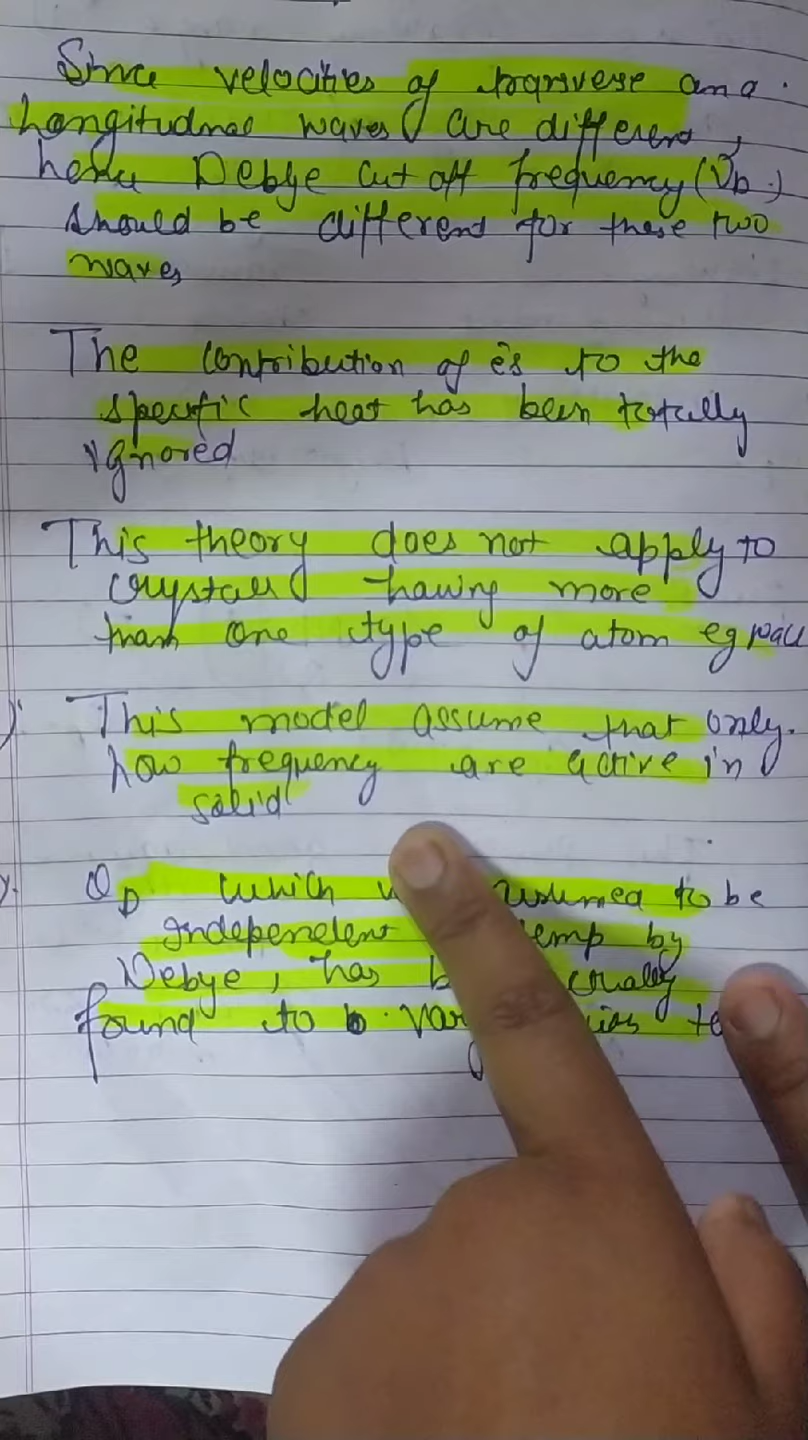 Since velocities of transverse and
Longitudinal waves are different,
hence Debye cut off frequency (ν_D.)
should be different for these two
waves
The contribution of e's to the
specific heat has been totally
ignored
This theory does not apply to
crystals having more
than one type of atom eg NaCl
This model assume that only.
low frequency are active in
solid
θ_D which assumed to be
independent temp by
Debye, has
found to b